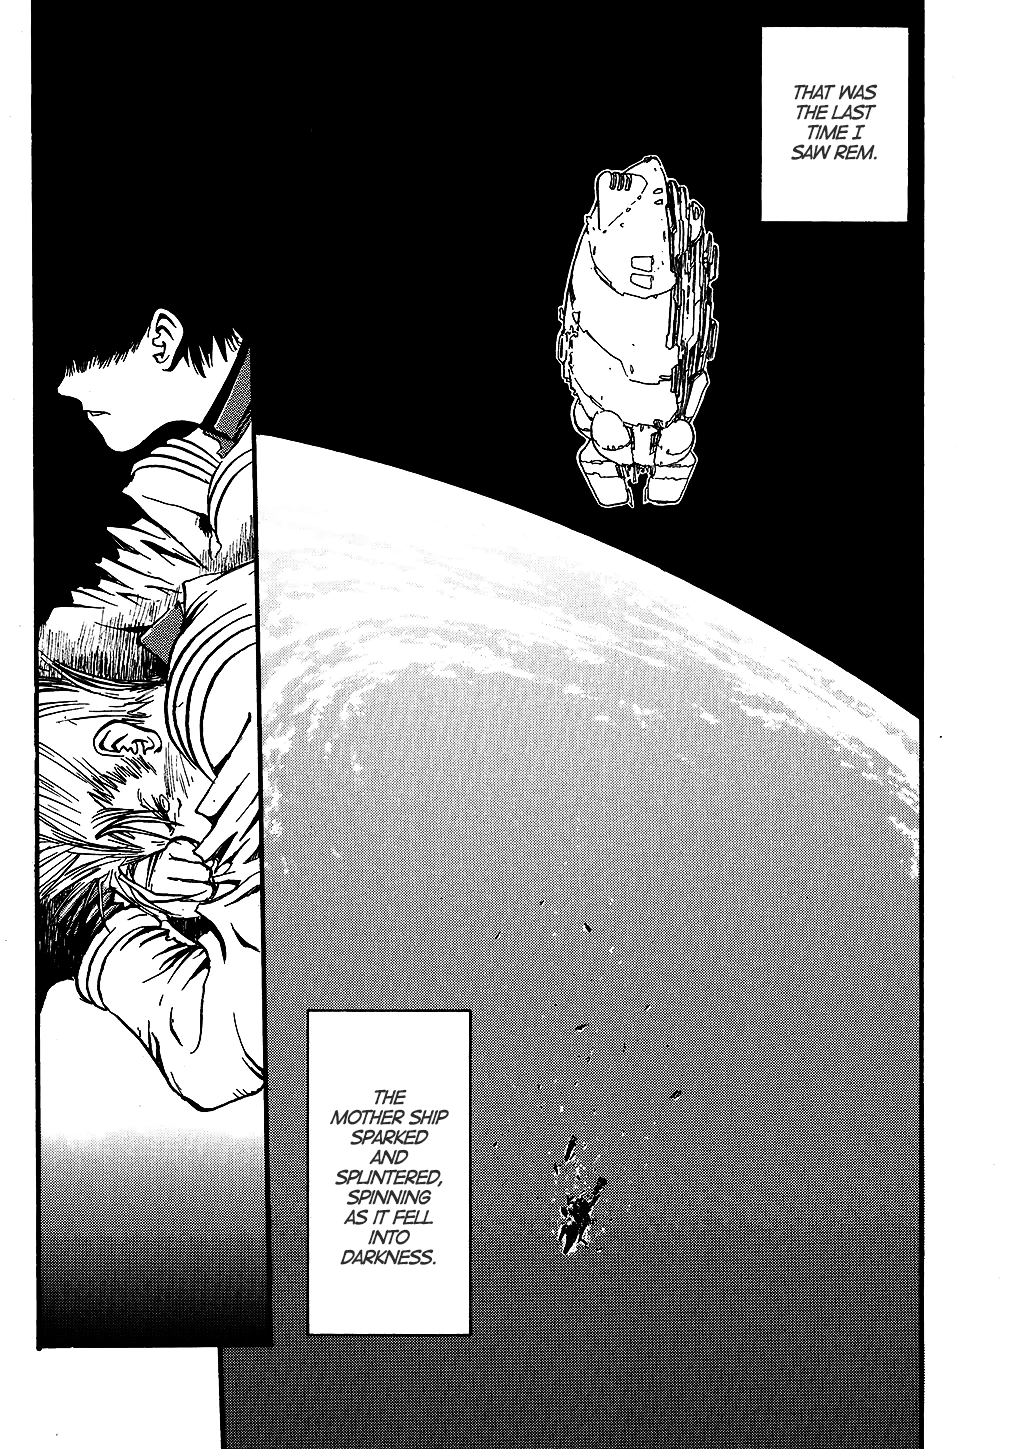 THAT WAS
THE LAST
TIME I
SAW REM.
THE
MOTHER SHIP
SPARKED
AND
SPLINTERED,
SPINNING
AS IT FELL
INTO
DARKNESS.